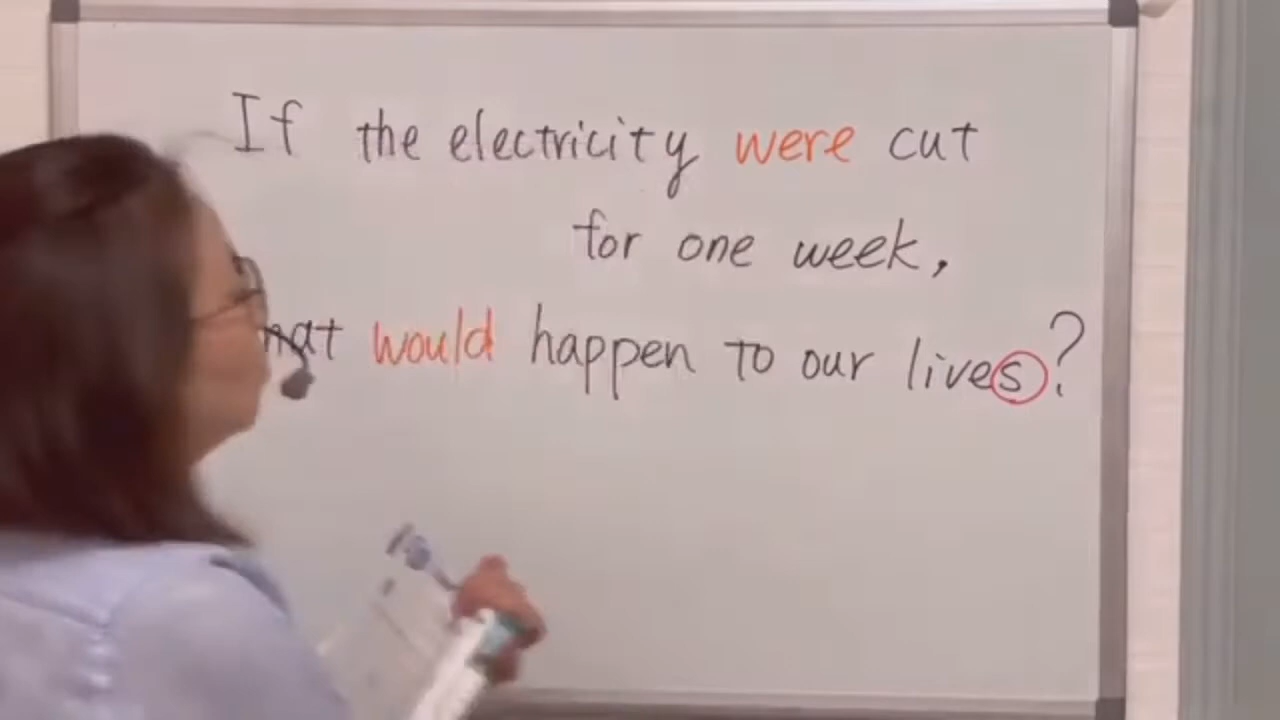 If the electricity were cut
for one week,
would happen to our lives?